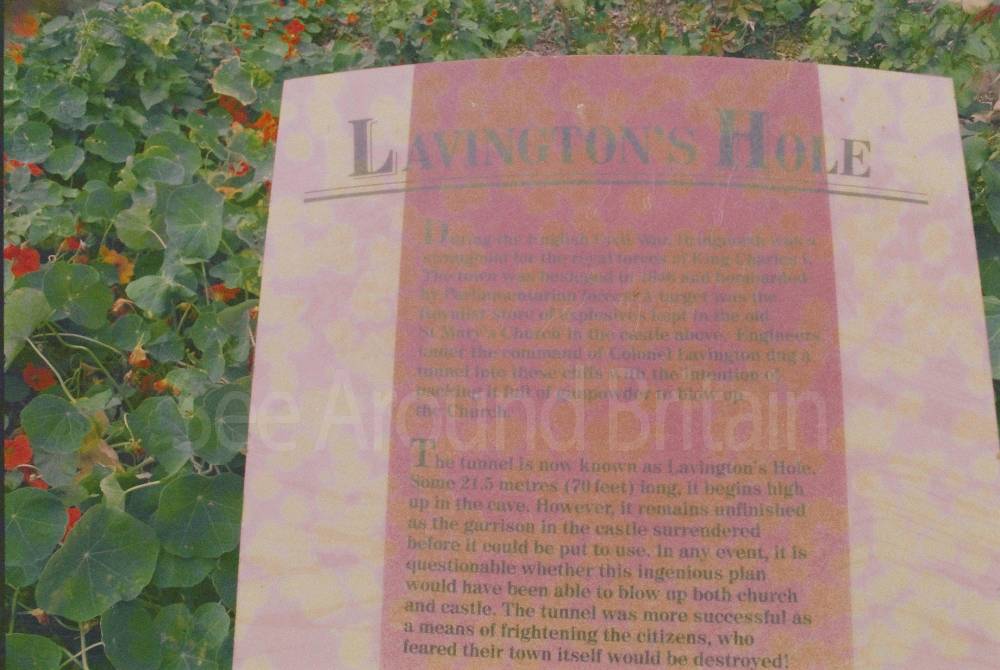 LAVINGTON'S HOLE
During the English Civil War, Bridgnorth was a
stronghold for the royal forces of King Charles I.
The town was besieged in 1646 and bombarded
by Parliamentarian forces. A target was the
Royalist store of explosives kept in the old
St Mary's Church in the castle above. Engineers
under the command of Colonel Lavington dug a
tunnel into these cliffs with the intention of
packing it full of gunpowder to blow up
the Church.
The tunnel is now known as Lavington's Hole.
Some 21.5 metres (70 feet) long, it begins high
up in the cave. However, it remains unfinished
as the garrison in the castle surrendered
before it could be put to use. In any event, it is
questionable whether this ingenious plan
would have been able to blow up both church
and castle. The tunnel was more successful as
a means of frightening the citizens, who
feared their town itself would be destroyed!
See Around Britain